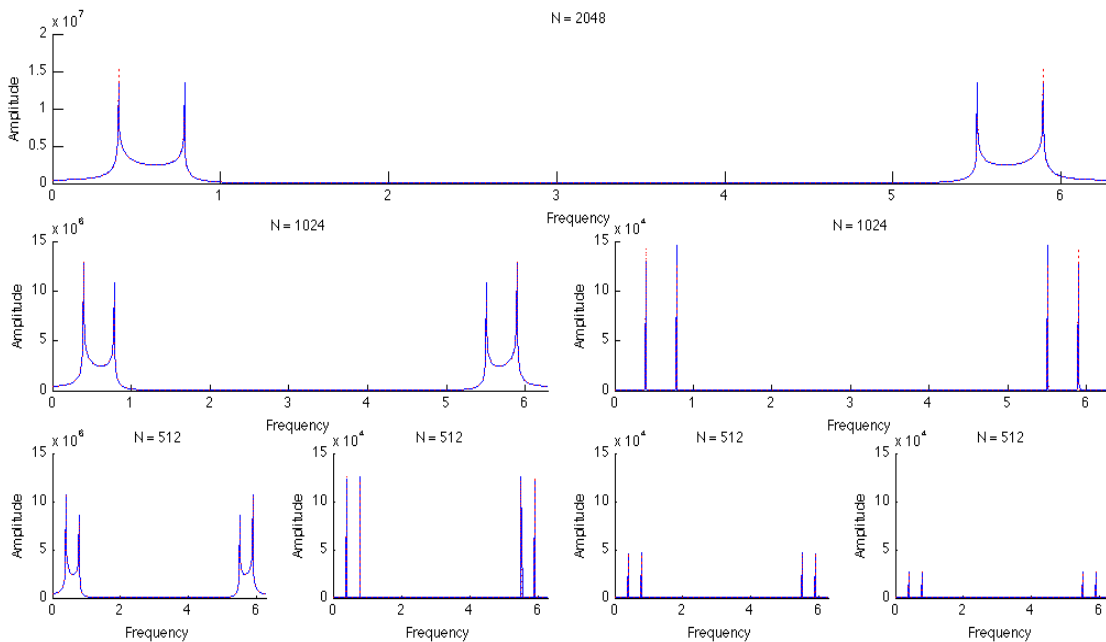 N = 2048
x 10^7
2
1.5
1
0.5
0
Amplitude
0 1 2 3 4 5 6
Frequency
N = 1024
x 10^6
15
10
5
0
Amplitude
0 1 2 3 4 5 6
Frequency
N = 1024
x 10^4
15
10
5
0
Amplitude
0 1 2 3 4 5 6
Frequency
N = 512
x 10^6
15
10
5
0
Amplitude
0 2 4 6
Frequency
N = 512
x 10^4
15
10
5
0
Amplitude
0 2 4 6
Frequency
N = 512
x 10^4
15
10
5
0
Amplitude
0 2 4 6
Frequency
N = 512
x 10^4
15
10
5
0
Amplitude
0 2 4 6
Frequency